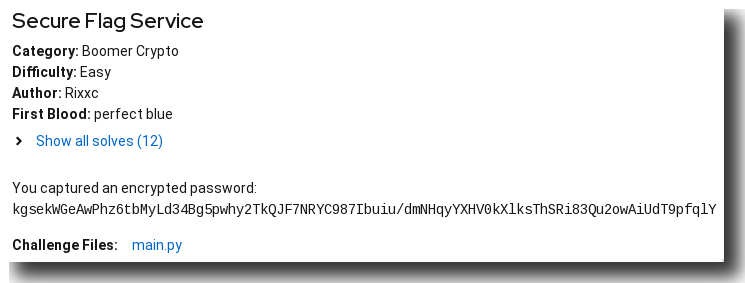 Secure Flag Service
Category: Boomer Crypto
Difficulty: Easy
Author: Rixxc
First Blood: perfect blue
Show all solves (12)
You captured an encrypted password:
kgsekWGeAwPhz6tbMyLd34Bg5pwhy2TkQJF7NRYC987Ibuiu/dmNHqyYXHV0kXlksThSRi83Qu2owAiUdT9pfqlY
Challenge Files: main.py